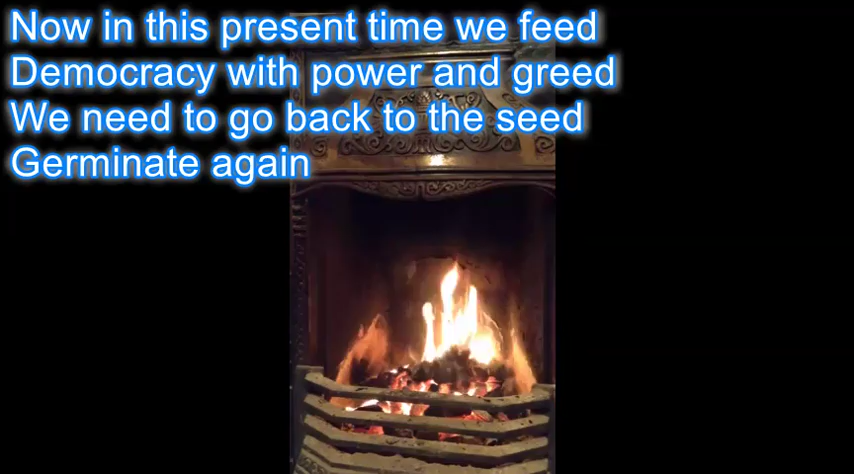 Now in this present time we feed
Democracy with power and greed
We need to go back to the seed
Germinate again